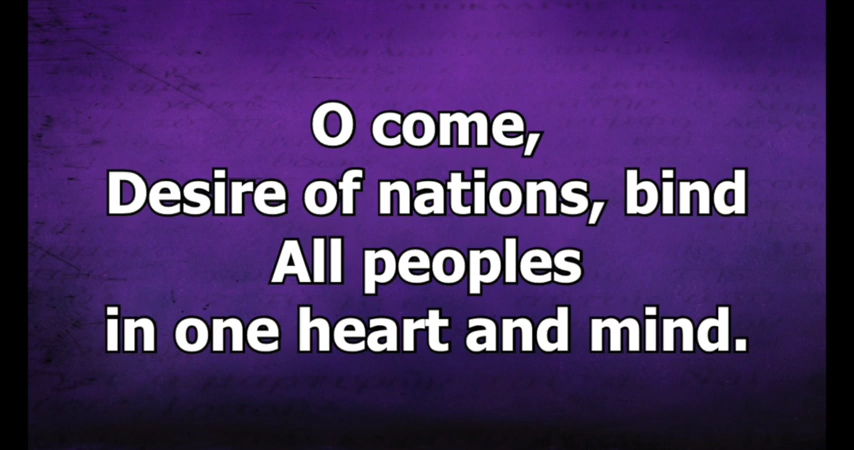 O come,
Desire of nations, bind
All peoples
in one heart and mind.